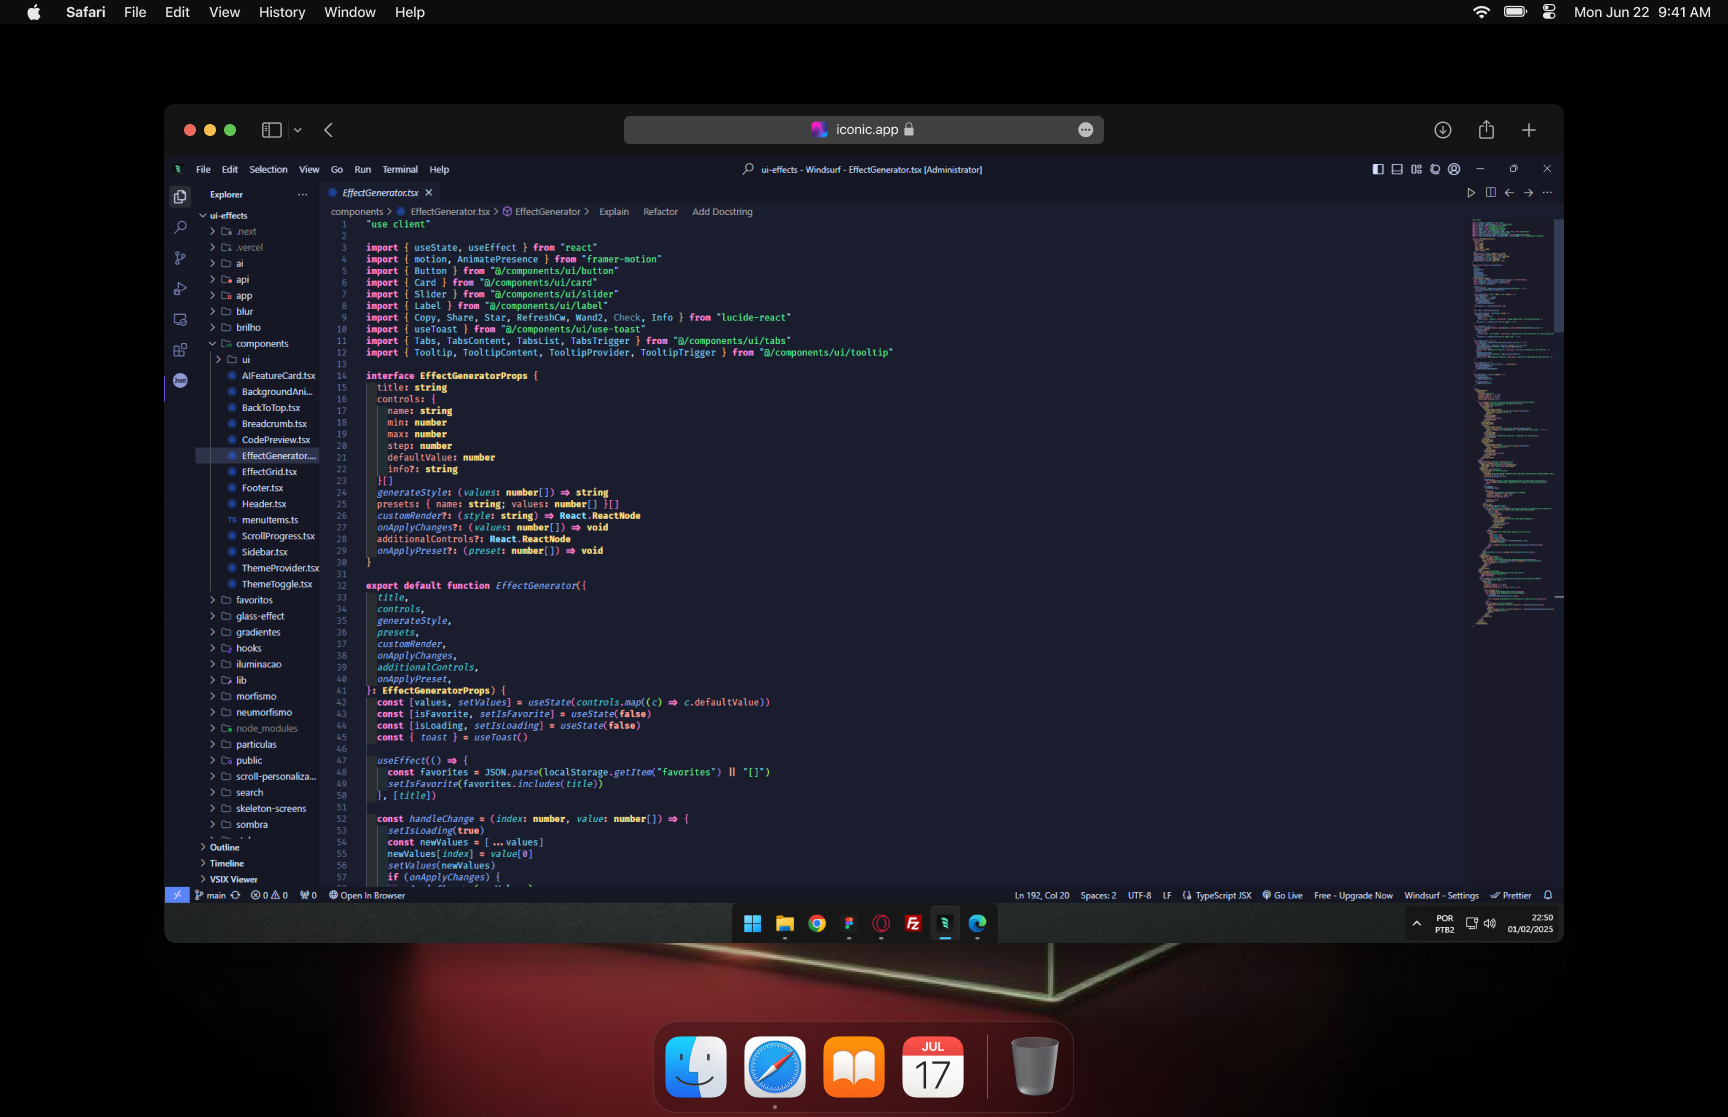 Safari File Edit View History Window Help
Mon Jun 22 9:41 AM
iconic.app
File Edit Selection View Go Run Terminal Help
ui-effects - Windsurf - EffectGenerator.tsx [Administrator]
Explorer
EffectGenerator.tsx
components > EffectGenerator.tsx > EffectGenerator > Explain Refactor Add Docstring
ui-effects
.next
.vercel
ai
api
app
blur
brilho
components
ui
AIFeatureCard.tsx
BackgroundAni...
BackToTop.tsx
Breadcrumb.tsx
CodePreview.tsx
EffectGenerator....
EffectGrid.tsx
Footer.tsx
Header.tsx
TS menuItems.ts
ScrollProgress.tsx
Sidebar.tsx
ThemeProvider.tsx
ThemeToggle.tsx
favoritos
glass-effect
gradientes
hooks
iluminacao
lib
morfismo
neumorfismo
node_modules
particulas
public
scroll-personaliza...
search
skeleton-screens
sombra
Outline
Timeline
VSIX Viewer
Json
1 "use client"
2
3 import { useState, useEffect } from "react"
4 import { motion, AnimatePresence } from "framer-motion"
5 import { Button } from "@/components/ui/button"
6 import { Card } from "@/components/ui/card"
7 import { Slider } from "@/components/ui/slider"
8 import { Label } from "@/components/ui/label"
9 import { Copy, Share, Star, RefreshCw, Wand2, Check, Info } from "lucide-react"
10 import { useToast } from "@/components/ui/use-toast"
11 import { Tabs, TabsContent, TabsList, TabsTrigger } from "@/components/ui/tabs"
12 import { Tooltip, TooltipContent, TooltipProvider, TooltipTrigger } from "@/components/ui/tooltip"
13
14 interface EffectGeneratorProps {
15 title: string
16 controls: {
17 name: string
18 min: number
19 max: number
20 step: number
21 defaultValue: number
22 info?: string
23 }[]
24 generateStyle: (values: number[]) => string
25 presets: { name: string; values: number[] }[]
26 customRender?: (style: string) => React.ReactNode
27 onApplyChanges?: (values: number[]) => void
28 additionalControls?: React.ReactNode
29 onApplyPreset?: (preset: number[]) => void
30 }
31
32 export default function EffectGenerator({
33 title,
34 controls,
35 generateStyle,
36 presets,
37 customRender,
38 onApplyChanges,
39 additionalControls,
40 onApplyPreset,
41 }: EffectGeneratorProps) {
42 const [values, setValues] = useState(controls.map((c) => c.defaultValue))
43 const [isFavorite, setIsFavorite] = useState(false)
44 const [isLoading, setIsLoading] = useState(false)
45 const { toast } = useToast()
46
47 useEffect(() => {
48 const favorites = JSON.parse(localStorage.getItem("favorites") || "[]")
49 setIsFavorite(favorites.includes(title))
50 }, [title])
51
52 const handleChange = (index: number, value: number[]) => {
53 setIsLoading(true)
54 const newValues = [...values]
55 newValues[index] = value[0]
56 setValues(newValues)
57 if (onApplyChanges) {
main 0 0 0 Open In Browser
Ln 192, Col 20 Spaces: 2 UTF-8 LF TypeScript JSX Go Live Free - Upgrade Now Windsurf - Settings Prettier
Fz
POR
PTB2
22:50
01/02/2025
JUL
17